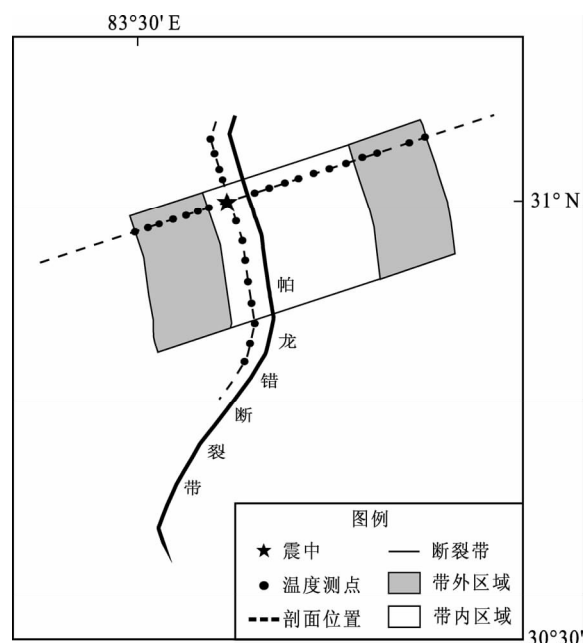 83°30' E
31° N
帕龙错断裂带
图例
震中
断裂带
温度测点
带外区域
剖面位置
带内区域
30°30'